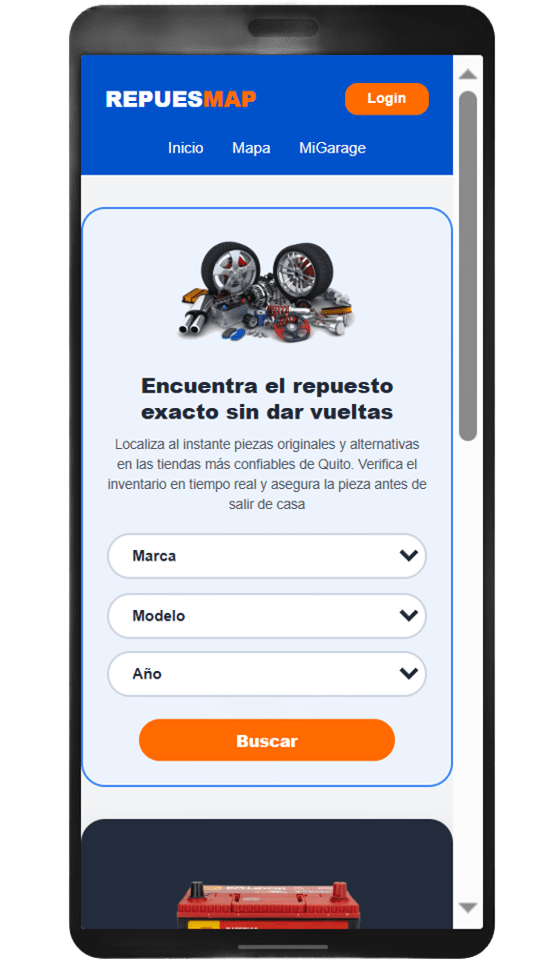 REPUESMAP
Login
Inicio Mapa MiGarage
Encuentra el repuesto
exacto sin dar vueltas
Localiza al instante piezas originales y alternativas
en las tiendas más confiables de Quito. Verifica el
inventario en tiempo real y asegura la pieza antes de
salir de casa
Marca
Modelo
Año
Buscar